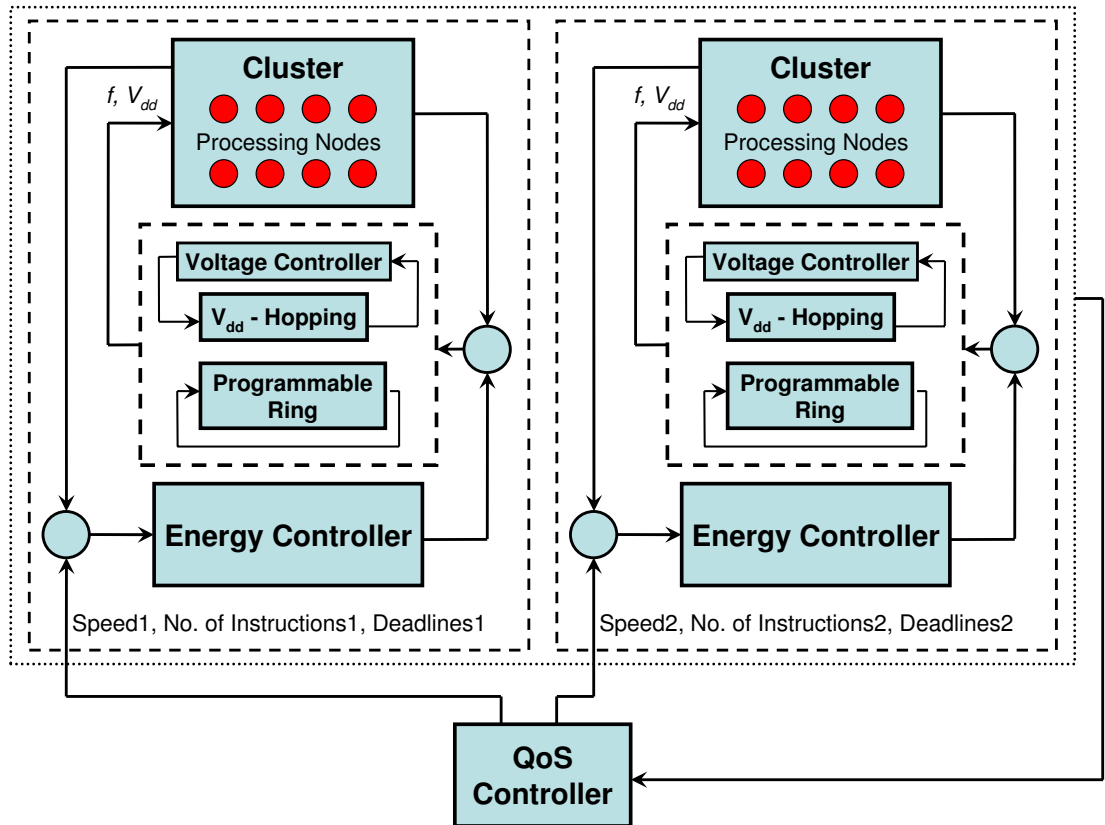 Cluster
f, Vdd
Processing Nodes
Voltage Controller
Vdd - Hopping
Programmable
Ring
Energy Controller
Speed1, No. of Instructions1, Deadlines1
Cluster
f, Vdd
Processing Nodes
Voltage Controller
Vdd - Hopping
Programmable
Ring
Energy Controller
Speed2, No. of Instructions2, Deadlines2
QoS
Controller